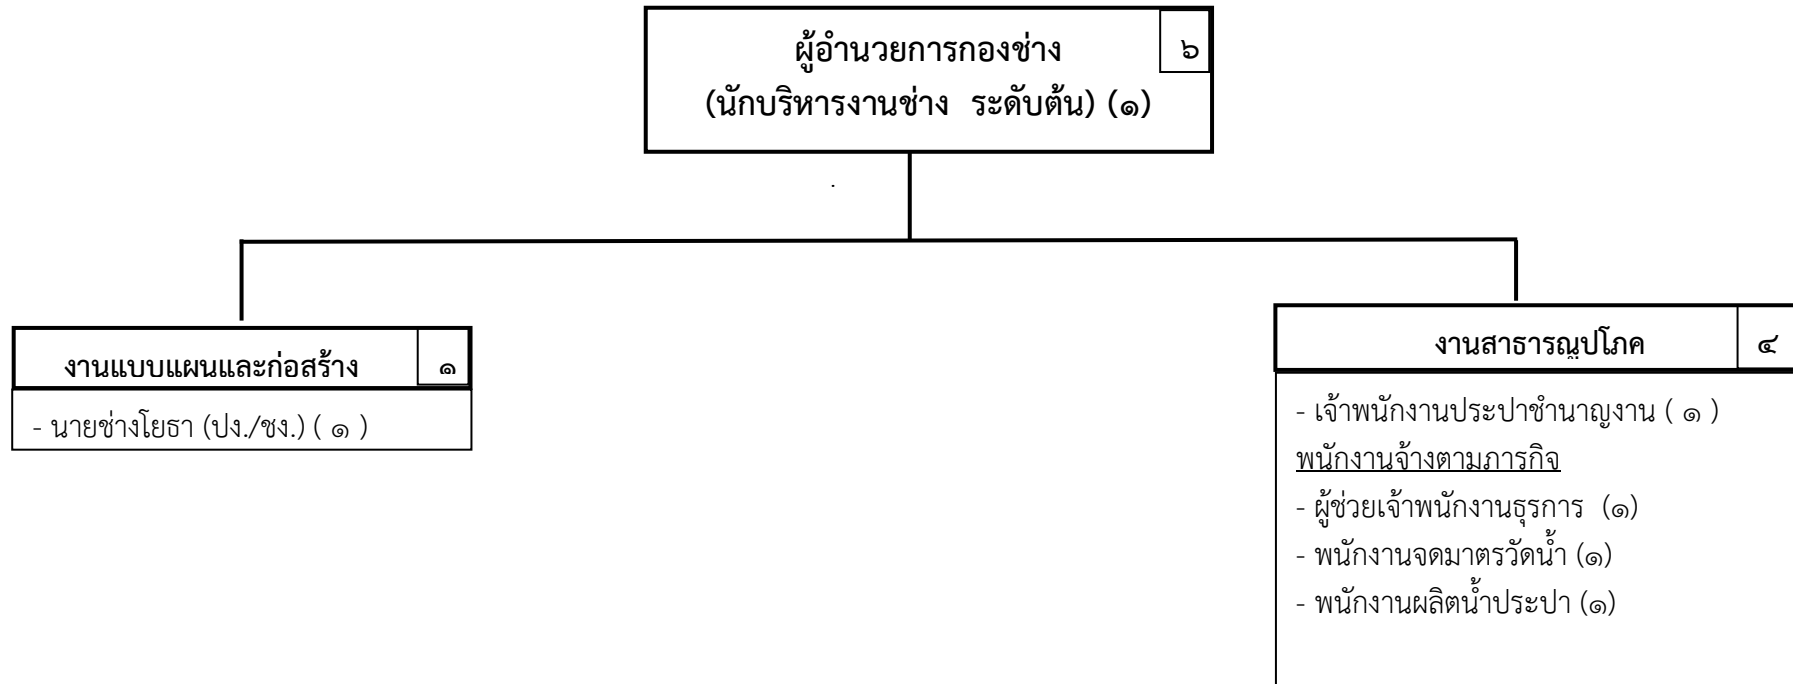 ผู้อำนวยการกองช่าง ๖
(นักบริหารงานช่าง ระดับต้น) (๑)
งานแบบแผนและก่อสร้าง ๑
- นายช่างโยธา (ปง./ชง.) ( ๑ )
งานสาธารณูปโภค ๔
- เจ้าพนักงานประปาชำนาญงาน ( ๑ )
พนักงานจ้างตามภารกิจ
- ผู้ช่วยเจ้าพนักงานธุรการ (๑)
- พนักงานจดมาตรวัดน้ำ (๑)
- พนักงานผลิตน้ำประปา (๑)